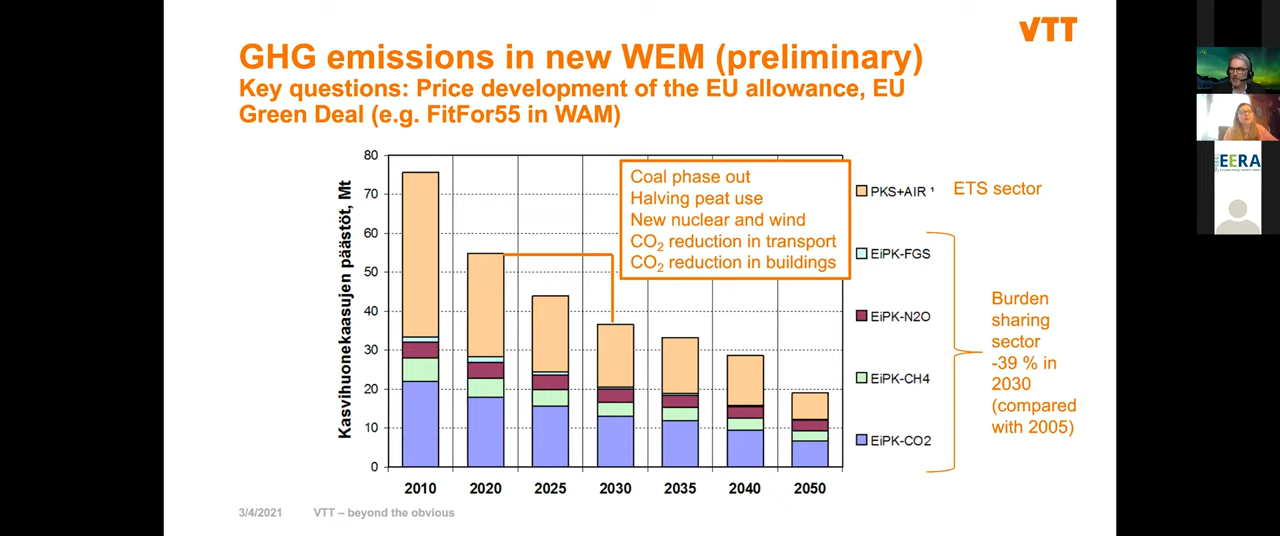 VTT
GHG emissions in new WEM (preliminary)
Key questions: Price development of the EU allowance, EU
Green Deal (e.g. FitFor55 in WAM)
Kasvihuonekaasujen päästöt, Mt
80
70
60
50
40
30
20
10
0
2010
2020
2025
2030
2035
2040
2050
Coal phase out
Halving peat use
New nuclear and wind
CO2 reduction in transport
CO2 reduction in buildings
PKS+AIR ¹
EiPK-FGS
EiPK-N2O
EiPK-CH4
EiPK-CO2
ETS sector
Burden
sharing
sector
-39 % in
2030
(compared
with 2005)
3/4/2021
VTT – beyond the obvious
EERA